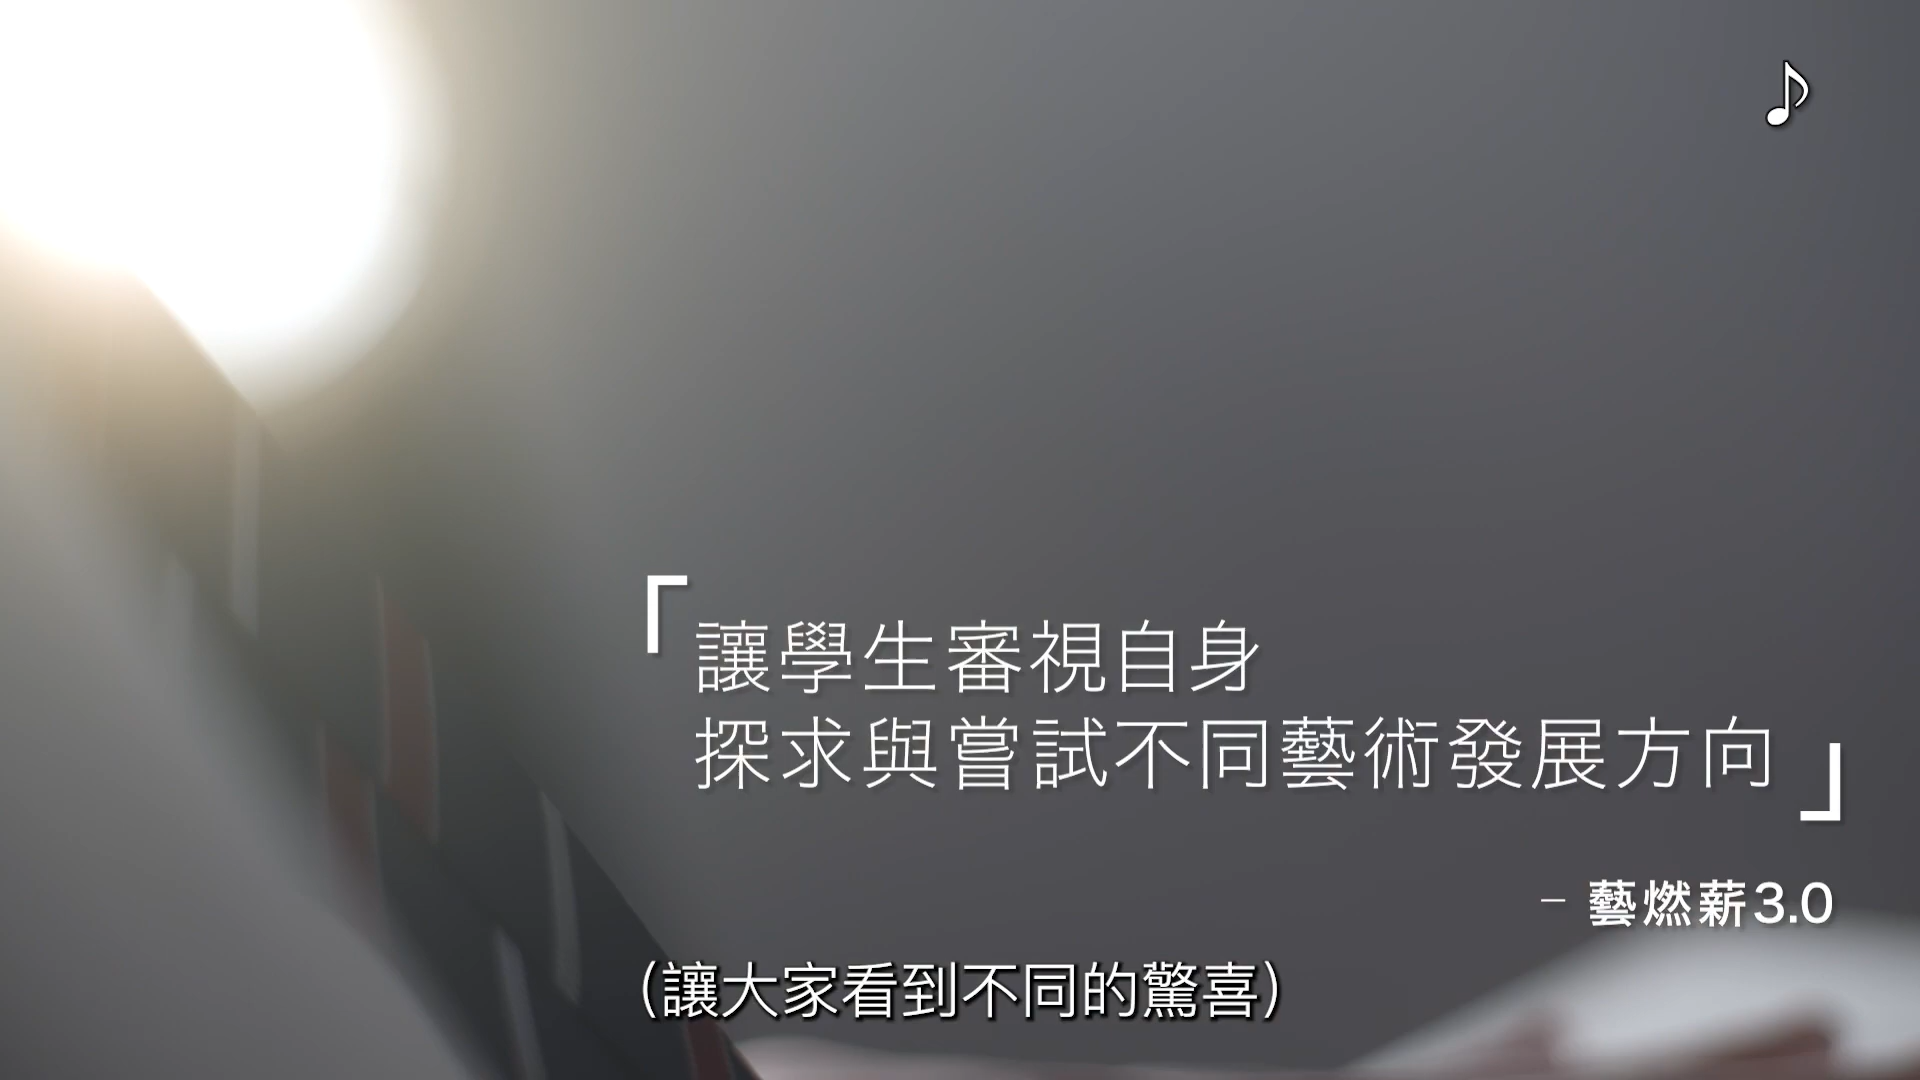 ♪
「讓學生審視自身
探求與嘗試不同藝術發展方向」
– 藝燃薪3.0
（讓大家看到不同的驚喜）